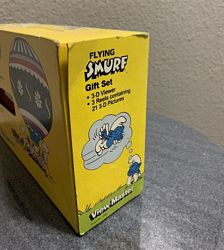 FLYING
SMURF
Gift Set
• 3-D Viewer
• 3 Reels containing
21 3-D Pictures
View-Master